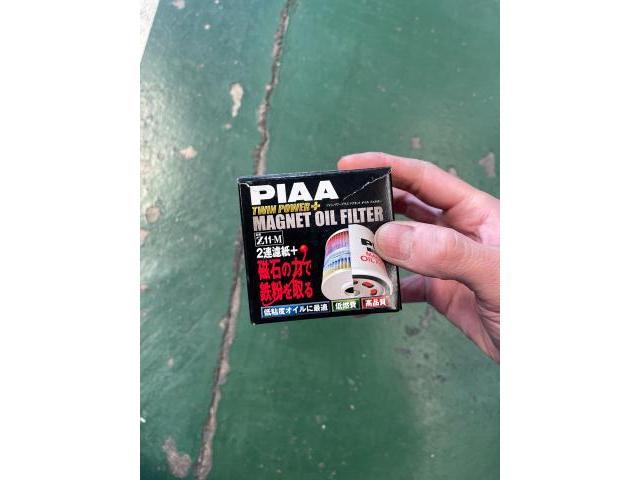 PIAA
TWIN POWER+
MAGNET OIL FILTER
Z11-M
2連濾紙+
磁石の力で
鉄粉を取る
低粘度オイルに最適
低燃費
高品質
OIL